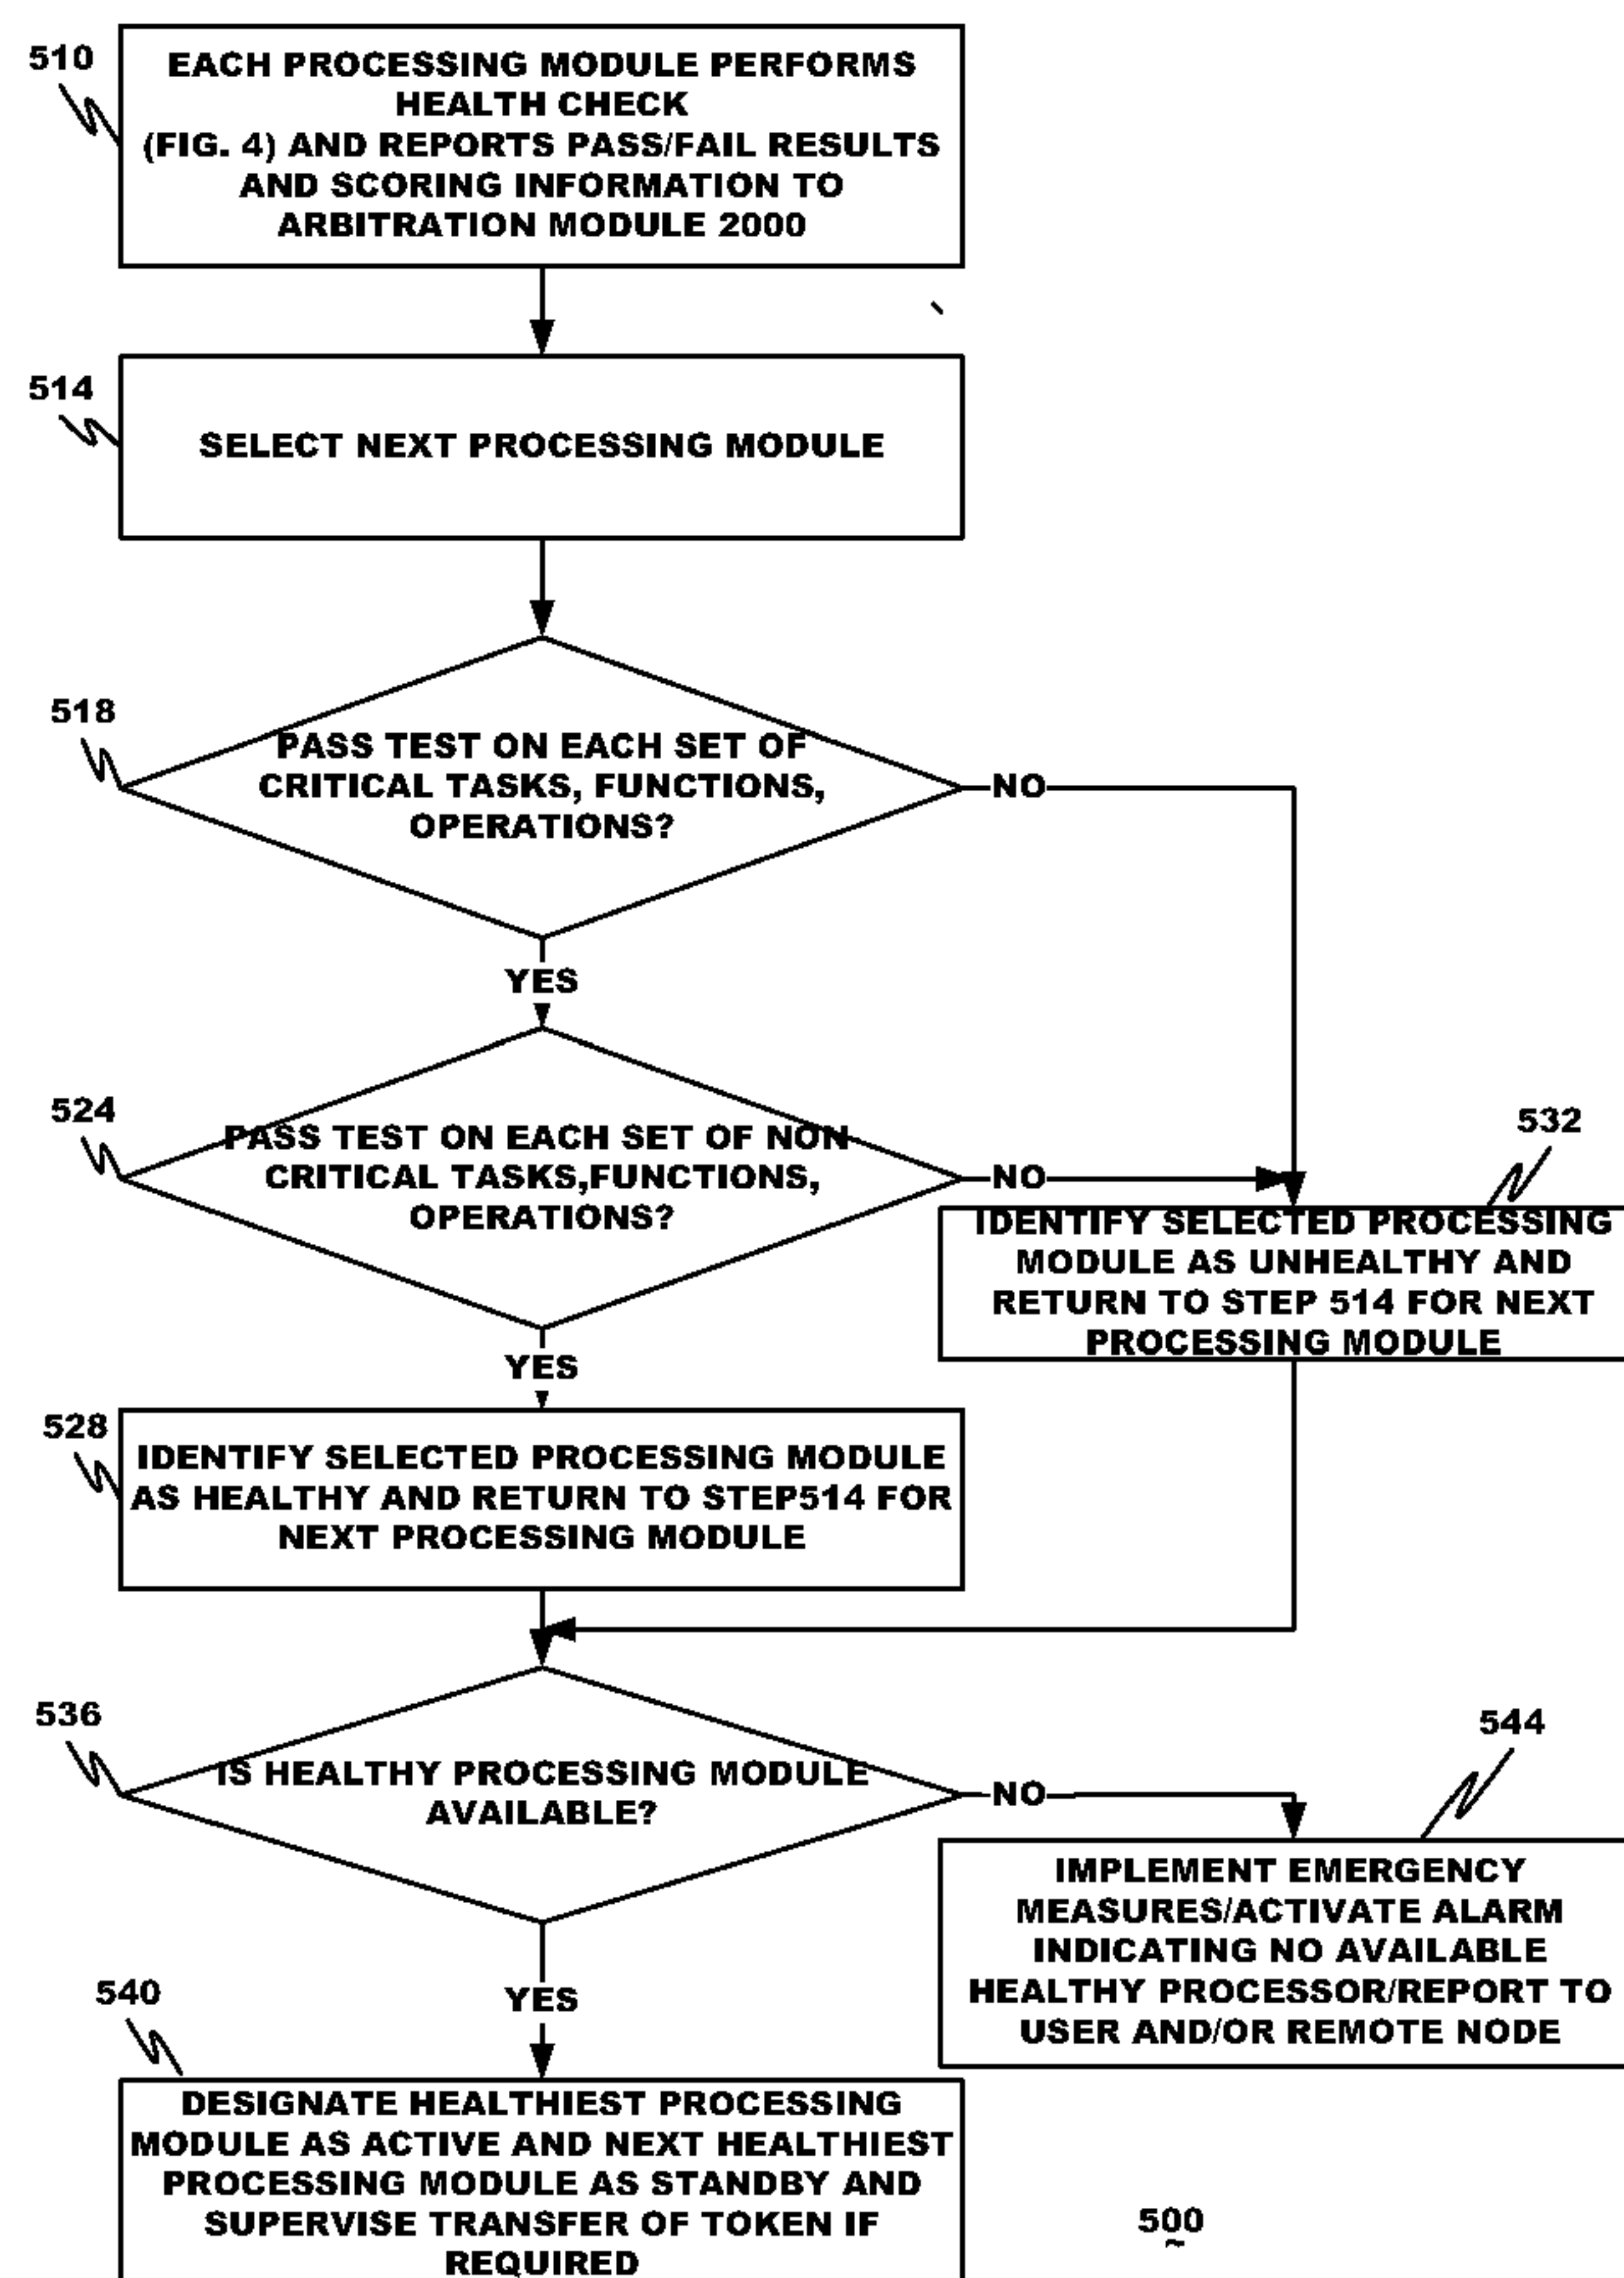 510
EACH PROCESSING MODULE PERFORMS
HEALTH CHECK
(FIG. 4) AND REPORTS PASS/FAIL RESULTS
AND SCORING INFORMATION TO
ARBITRATION MODULE 2000
514
SELECT NEXT PROCESSING MODULE
518
PASS TEST ON EACH SET OF
CRITICAL TASKS, FUNCTIONS,
OPERATIONS?
NO
YES
524
PASS TEST ON EACH SET OF NON
CRITICAL TASKS,FUNCTIONS,
OPERATIONS?
NO
532
IDENTIFY SELECTED PROCESSING
MODULE AS UNHEALTHY AND
RETURN TO STEP 514 FOR NEXT
PROCESSING MODULE
YES
528
IDENTIFY SELECTED PROCESSING MODULE
AS HEALTHY AND RETURN TO STEP514 FOR
NEXT PROCESSING MODULE
536
IS HEALTHY PROCESSING MODULE
AVAILABLE?
NO
544
IMPLEMENT EMERGENCY
MEASURES/ACTIVATE ALARM
INDICATING NO AVAILABLE
HEALTHY PROCESSOR/REPORT TO
USER AND/OR REMOTE NODE
YES
540
DESIGNATE HEALTHIEST PROCESSING
MODULE AS ACTIVE AND NEXT HEALTHIEST
PROCESSING MODULE AS STANDBY AND
SUPERVISE TRANSFER OF TOKEN IF
REQUIRED
500